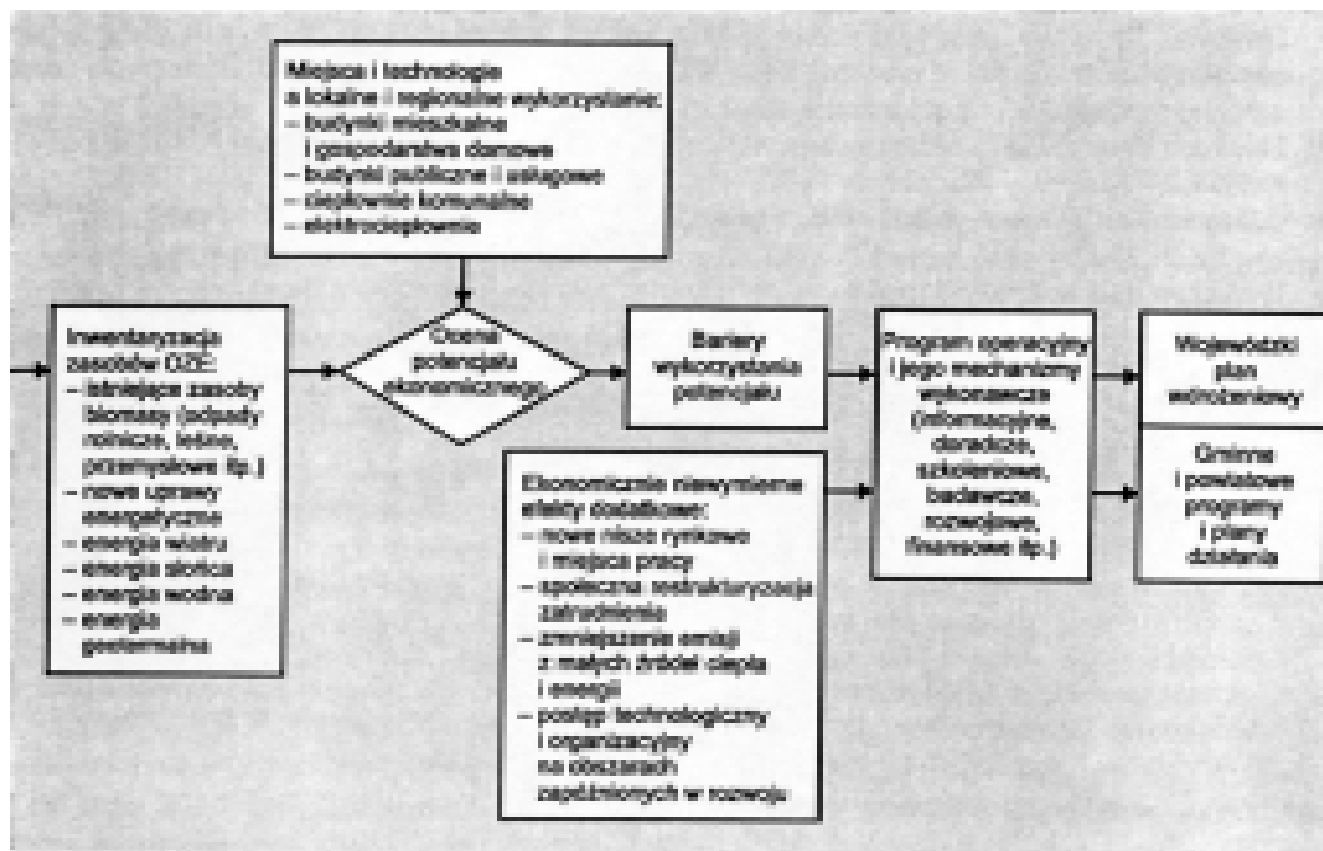 Miejsca i technologie
a lokalne i regionalne wykorzystanie:
– budynki mieszkalne
i gospodarstwa domowe
– budynki publiczne i usługowe
– ciepłownie komunalne
– elektrociepłownie
Inwentaryzacja
zasobów OZE:
– istniejące zasoby
biomasy (odpady
rolnicze, leśne,
przemysłowe itp.)
– nowe uprawy
energetyczne
– energia wiatru
– energia słońca
– energia wodna
– energia
geotermalna
Ocena
potencjału
ekonomicznego
Bariery
wykorzystania
potencjału
Ekonomicznie niewymierne
efekty dodatkowe:
– nowe nisze rynkowe
i miejsca pracy
– społeczna restrukturyzacja
zatrudnienia
– zmniejszenie emisji
z małych źródeł ciepła
i energii
– postęp technologiczny
i organizacyjny
na obszarach
zapóźnionych w rozwoju
Program operacyjny
i jego mechanizmy
wykonawcze
(informacyjne,
doradcze,
szkoleniowe,
badawcze,
rozwojowe,
finansowe itp.)
Wojewódzki
plan
wdrożeniowy
Gminne
i powiatowe
programy
i plany
działania